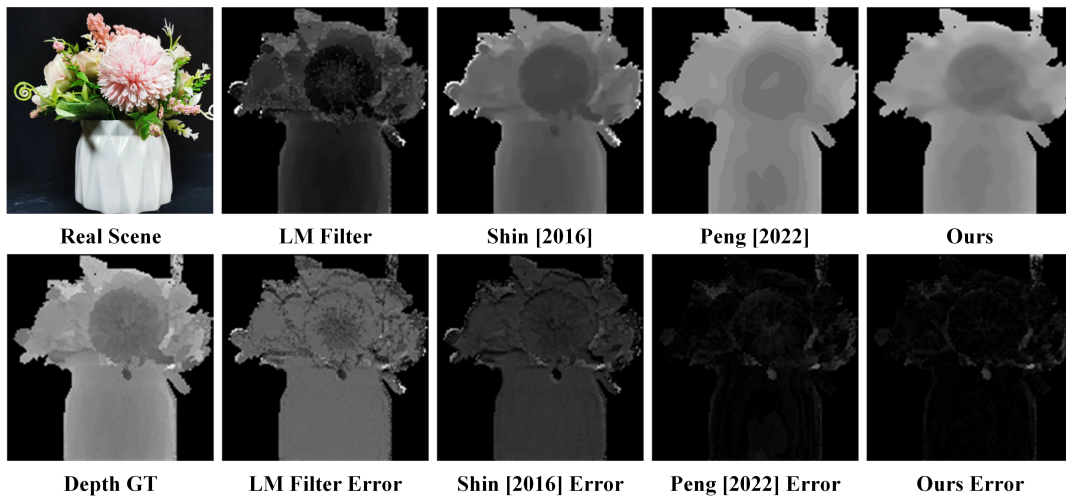 Real Scene
LM Filter
Shin [2016]
Peng [2022]
Ours
Depth GT
LM Filter Error
Shin [2016] Error
Peng [2022] Error
Ours Error